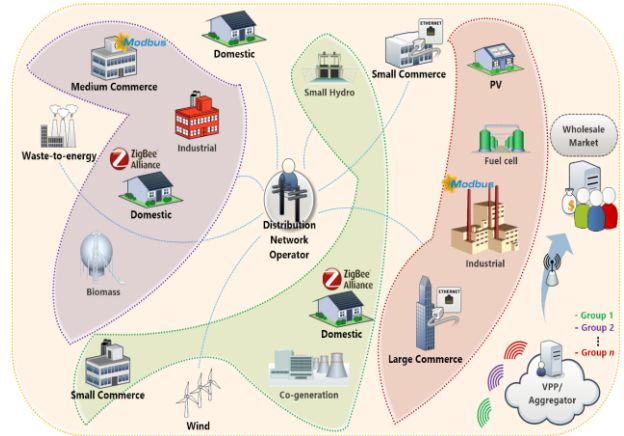 Modbus
Medium Commerce
Domestic
ETHERNET
Small Commerce
Small Hydro
PV
Waste-to-energy
Industrial
ZigBee
Alliance
Domestic
Fuel cell
Wholesale
Market
Modbus
Distribution
Network
Operator
Biomass
Industrial
$
ZigBee
Alliance
Domestic
ETHERNET
Large Commerce
Small Commerce
Co-generation
Wind
- Group 1
- Group 2
- Group n
VPP/
Aggregator